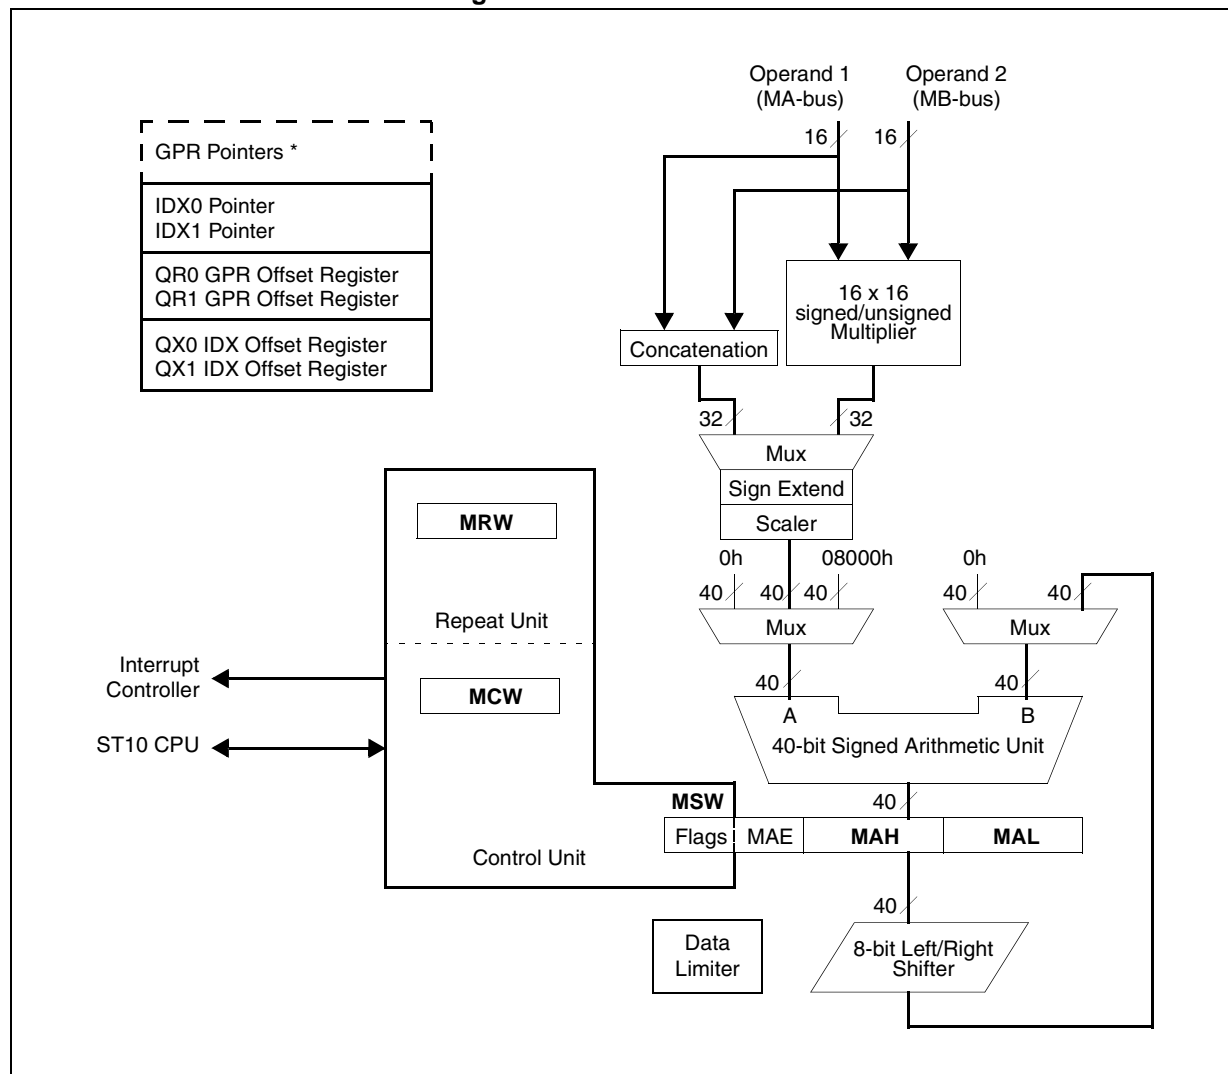 Operand 1
(MA-bus)
Operand 2
(MB-bus)
16
16
GPR Pointers *
IDX0 Pointer
IDX1 Pointer
QR0 GPR Offset Register
QR1 GPR Offset Register
QX0 IDX Offset Register
QX1 IDX Offset Register
16 x 16
signed/unsigned
Multiplier
Concatenation
32
32
Mux
Sign Extend
Scaler
MRW
0h
08000h
0h
40
40
40
40
40
Repeat Unit
Mux
Mux
Interrupt
Controller
MCW
40
40
A
B
ST10 CPU
40-bit Signed Arithmetic Unit
MSW
40
Flags
MAE
MAH
MAL
Control Unit
40
Data
Limiter
8-bit Left/Right
Shifter